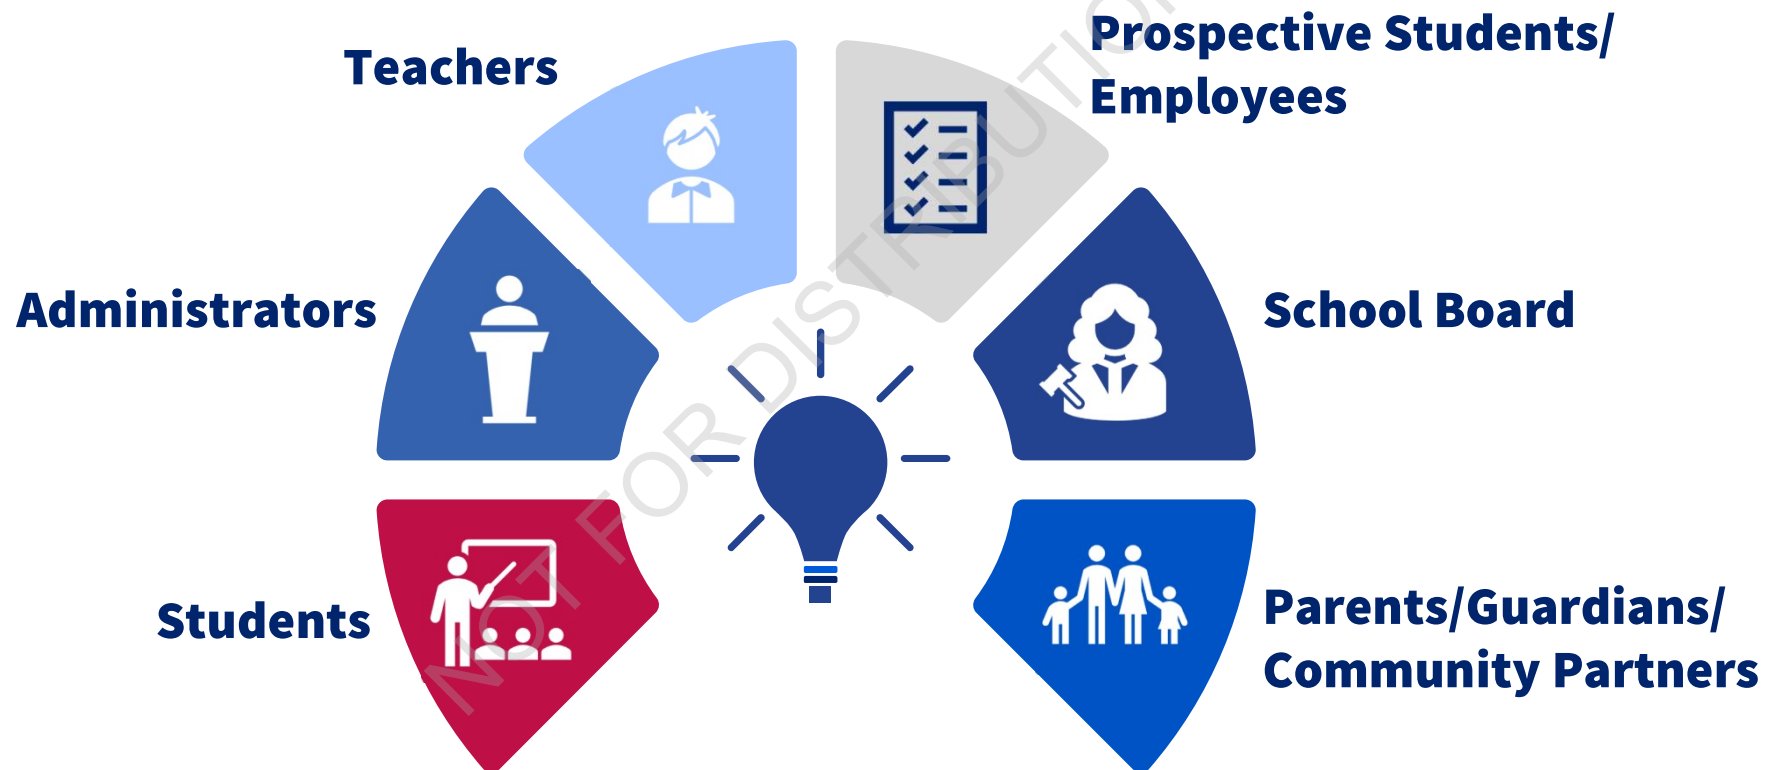 Teachers
Prospective Students/
Employees
Administrators
School Board
Students
Parents/Guardians/
Community Partners
NOT FOR DISTRIBUTION